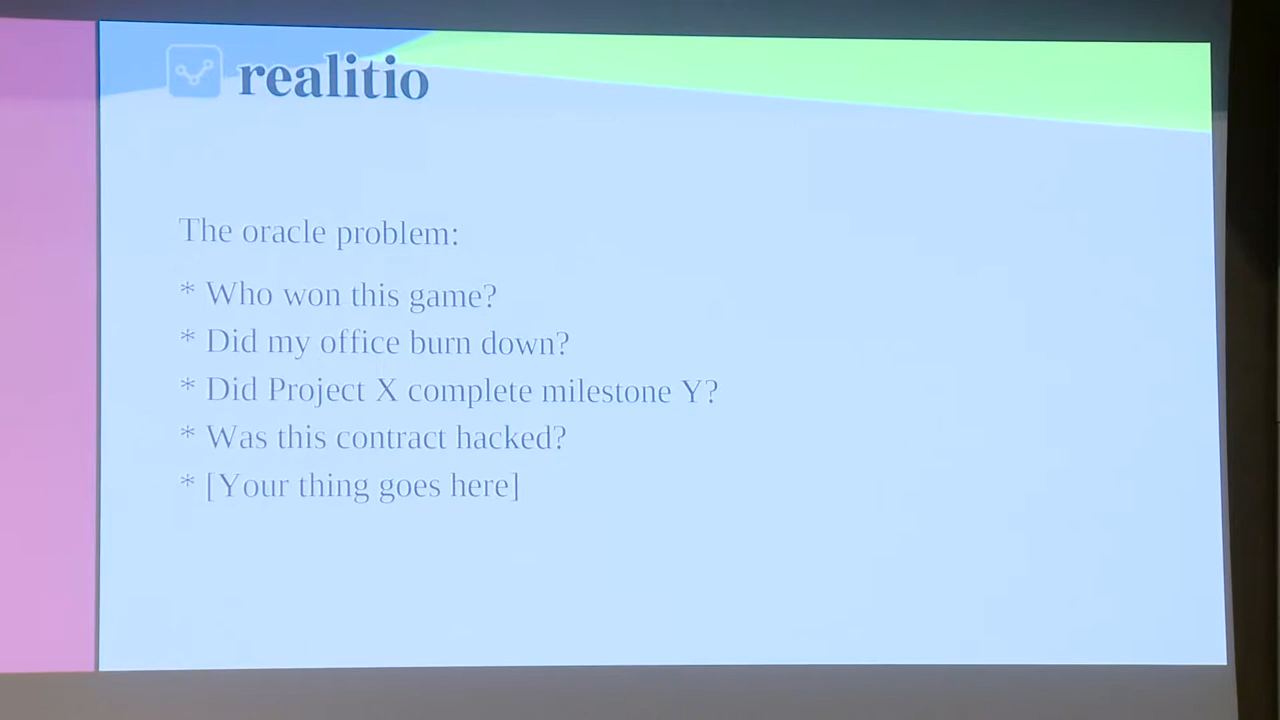 realitio
The oracle problem:
* Who won this game?
* Did my office burn down?
* Did Project X complete milestone Y?
* Was this contract hacked?
* [Your thing goes here]